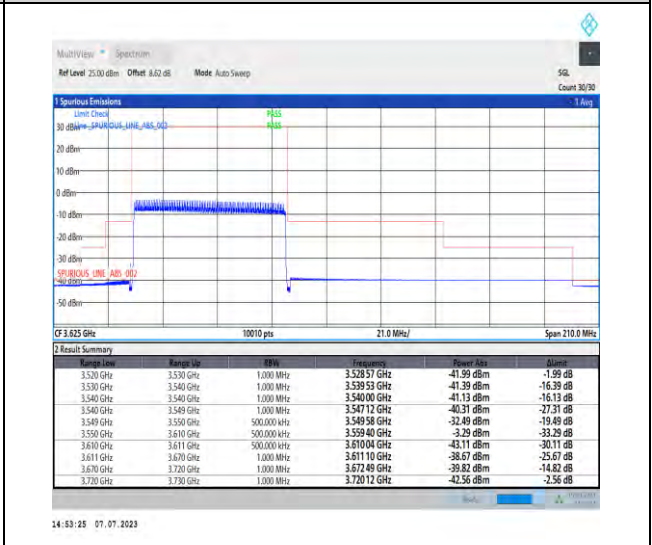 MultiView Spectrum
Ref Level 25.00 dBm Offset 8.62 dB Mode Auto Sweep SGL
Count 30/30
1 Spurious Emissions 1 Avg
Limit Check PASS
Line _SPURIOUS_LINE_ABS_002 PASS
30 dBm
20 dBm
10 dBm
0 dBm
-10 dBm
-20 dBm
-30 dBm
SPURIOUS_LINE_ABS_002
-40 dBm
-50 dBm
CF 3.625 GHz 10010 pts 21.0 MHz/ Span 210.0 MHz
2 Result Summary
Range Low Range Up RBW Frequency Power Abs ΔLimit
3.520 GHz 3.530 GHz 1.000 MHz 3.528 57 GHz -41.99 dBm -1.99 dB
3.530 GHz 3.540 GHz 1.000 MHz 3.539 53 GHz -41.39 dBm -16.39 dB
3.540 GHz 3.540 GHz 1.000 MHz 3.540 00 GHz -41.13 dBm -16.13 dB
3.540 GHz 3.549 GHz 1.000 MHz 3.547 12 GHz -40.31 dBm -27.31 dB
3.549 GHz 3.550 GHz 500.000 kHz 3.549 58 GHz -32.49 dBm -19.49 dB
3.550 GHz 3.610 GHz 500.000 kHz 3.559 40 GHz -3.29 dBm -33.29 dB
3.610 GHz 3.611 GHz 500.000 kHz 3.610 04 GHz -43.11 dBm -30.11 dB
3.611 GHz 3.670 GHz 1.000 MHz 3.611 10 GHz -38.67 dBm -25.67 dB
3.670 GHz 3.720 GHz 1.000 MHz 3.672 49 GHz -39.82 dBm -14.82 dB
3.720 GHz 3.730 GHz 1.000 MHz 3.720 12 GHz -42.56 dBm -2.56 dB
14:53:25 07.07.2023